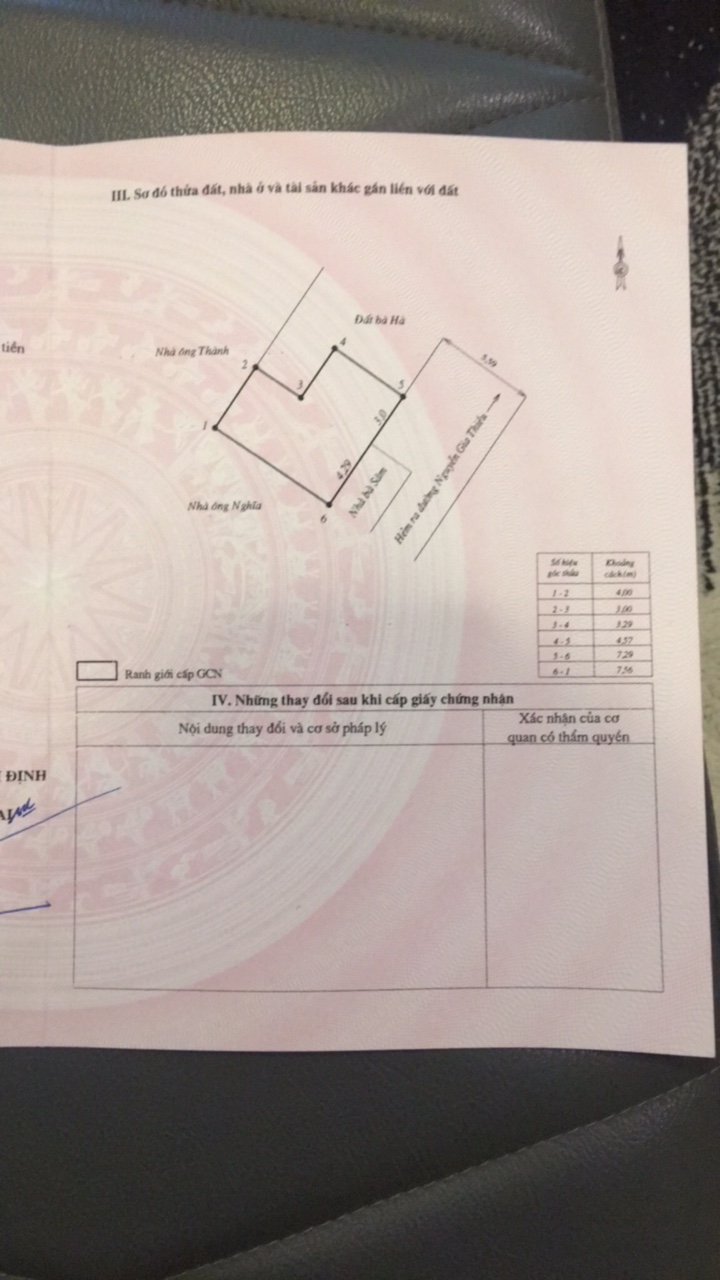 III. Sơ đồ thửa đất, nhà ở và tài sản khác gắn liền với đất
tiền
Đất bà Hà
Nhà ông Thành
4
2
3
5
1
6
5,59
3,0
4,29
Nhà bà Sâm
Hẻm ra đường Nguyễn Gia Thiều
Nhà ông Nghĩa
Số hiệu góc thửa | Khoảng cách (m)
1 - 2 | 4,00
2 - 3 | 3,00
3 - 4 | 3,29
4 - 5 | 4,57
5 - 6 | 7,29
6 - 1 | 7,56
Ranh giới cấp GCN
IV. Những thay đổi sau khi cấp giấy chứng nhận
Nội dung thay đổi và cơ sở pháp lý
Xác nhận của cơ
quan có thẩm quyền
ĐỊNH